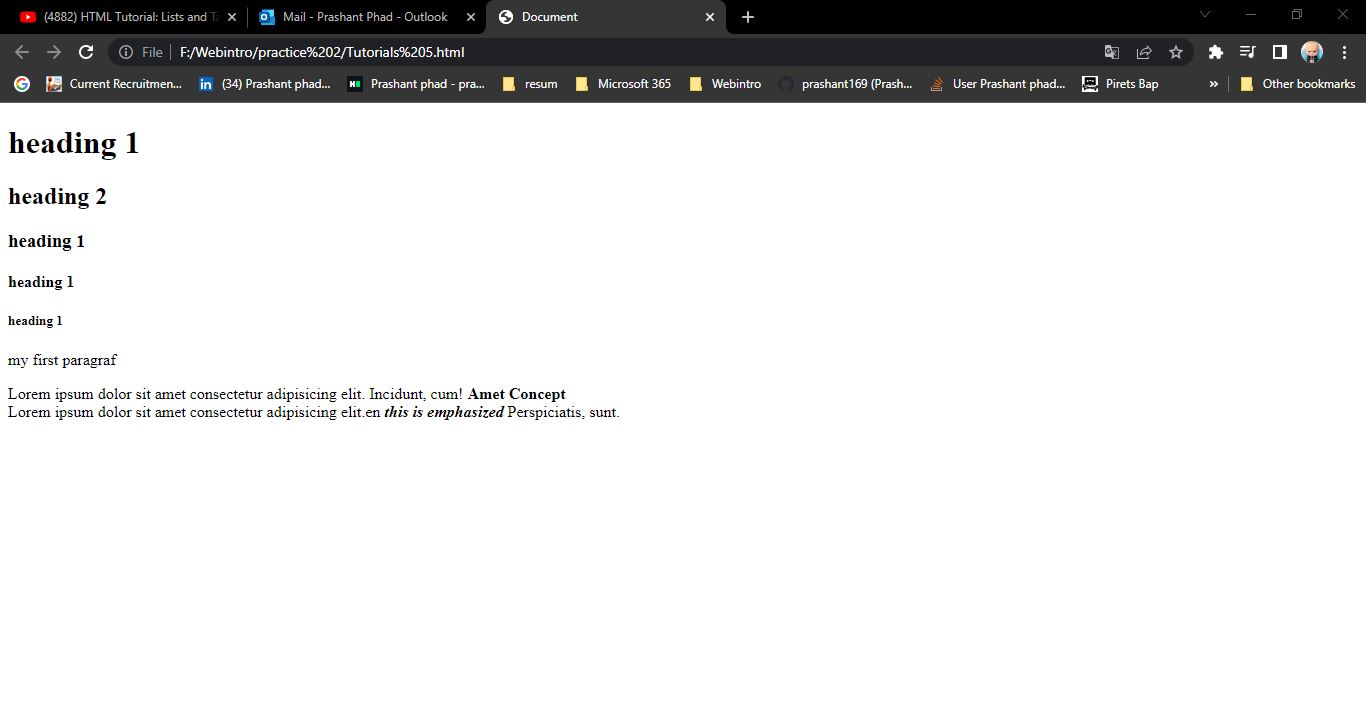 (4882) HTML Tutorial: Lists and Ta
Mail - Prashant Phad - Outlook
Document
File
F:/Webintro/practice%202/Tutorials%205.html
Current Recruitmen...
(34) Prashant phad...
Prashant phad - pra...
resum
Microsoft 365
Webintro
prashant169 (Prash...
User Prashant phad...
Pirets Bap
»
Other bookmarks
heading 1
heading 2
heading 1
heading 1
heading 1
my first paragraf
Lorem ipsum dolor sit amet consectetur adipisicing elit. Incidunt, cum! Amet Concept
Lorem ipsum dolor sit amet consectetur adipisicing elit.en this is emphasized Perspiciatis, sunt.